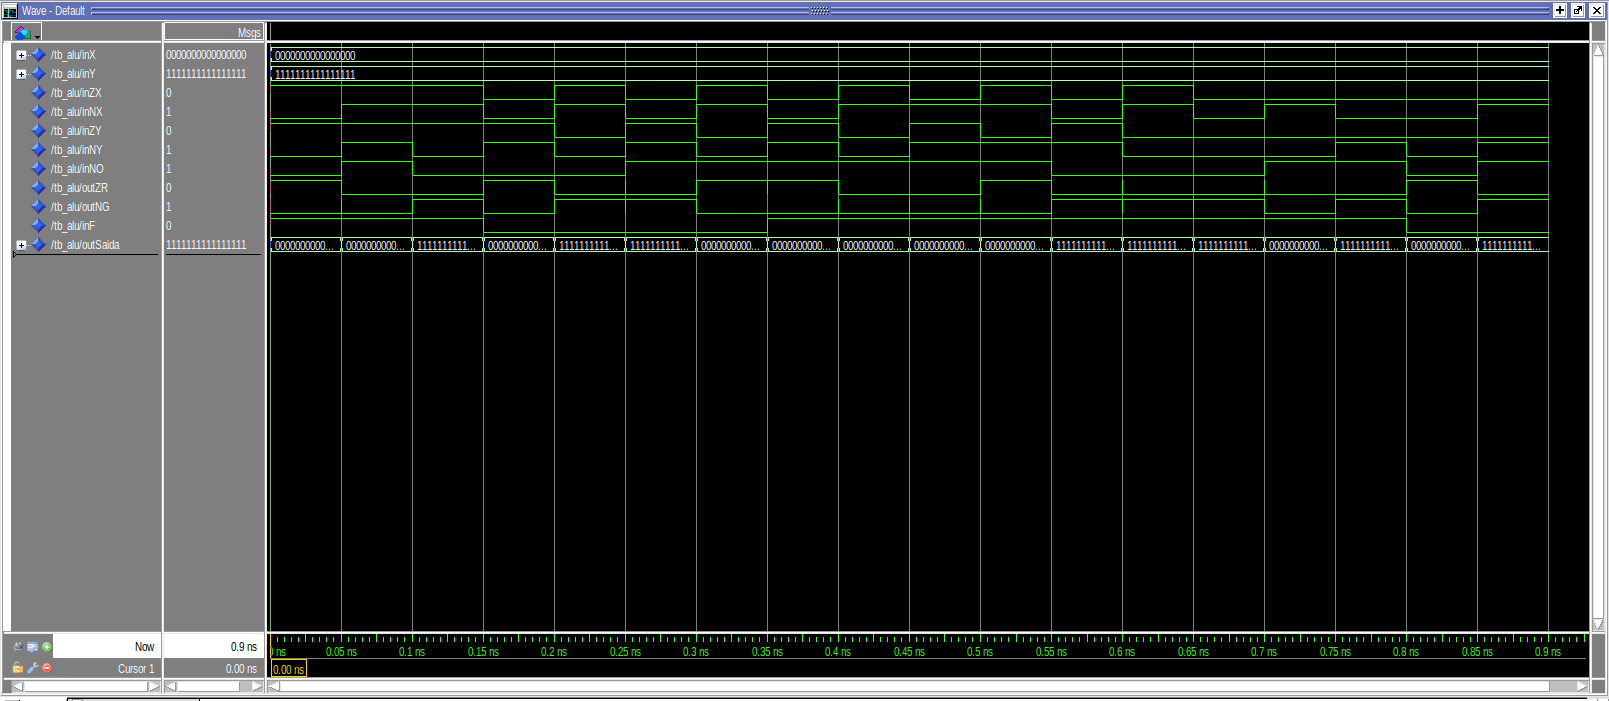 Wave - Default
Msgs
/tb_alu/inX 0000000000000000 0000000000000000
/tb_alu/inY 1111111111111111 1111111111111111
/tb_alu/inZX 0
/tb_alu/inNX 1
/tb_alu/inZY 0
/tb_alu/inNY 1
/tb_alu/inNO 1
/tb_alu/outZR 0
/tb_alu/outNG 1
/tb_alu/inF 0
/tb_alu/outSaida 1111111111111111 0000000000... 0000000000... 1111111111... 0000000000... 1111111111... 1111111111... 0000000000... 0000000000... 0000000000... 0000000000... 0000000000... 1111111111... 1111111111... 1111111111... 0000000000... 1111111111... 0000000000... 1111111111...
Now 0.9 ns ns 0.05 ns 0.1 ns 0.15 ns 0.2 ns 0.25 ns 0.3 ns 0.35 ns 0.4 ns 0.45 ns 0.5 ns 0.55 ns 0.6 ns 0.65 ns 0.7 ns 0.75 ns 0.8 ns 0.85 ns 0.9 ns
Cursor 1 0.00 ns 0.00 ns